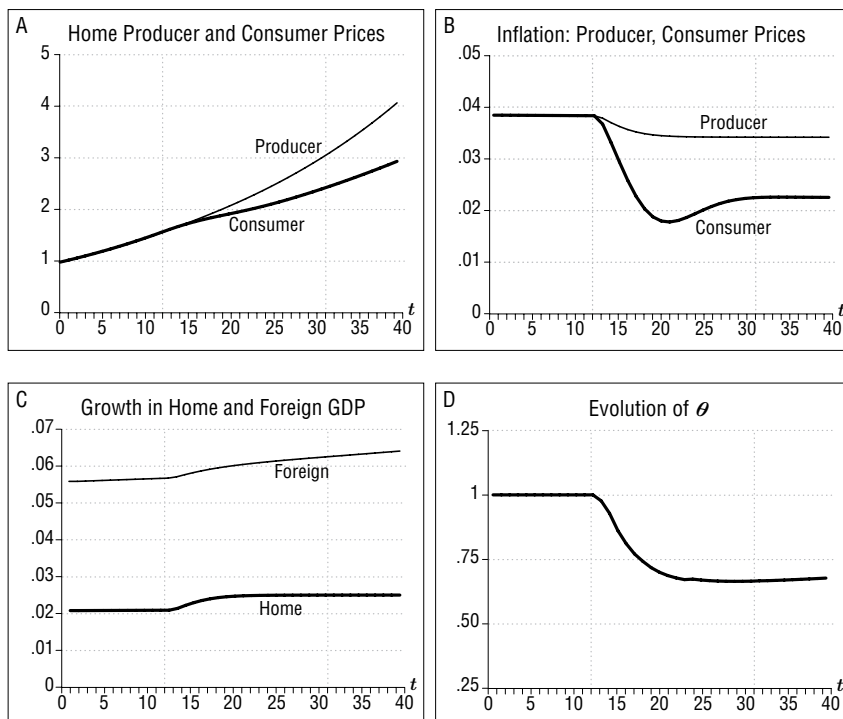 A Home Producer and Consumer Prices
5
4
3
2
1
0
Producer
Consumer
0 5 10 15 20 25 30 35 40
t
B Inflation: Producer, Consumer Prices
.05
.04
.03
.02
.01
0
Producer
Consumer
0 5 10 15 20 25 30 35 40
t
C Growth in Home and Foreign GDP
.07
.06
.05
.04
.03
.02
.01
0
Foreign
Home
0 5 10 15 20 25 30 35 40
t
D Evolution of θ
1.25
1
.75
.50
.25
0 5 10 15 20 25 30 35 40
t